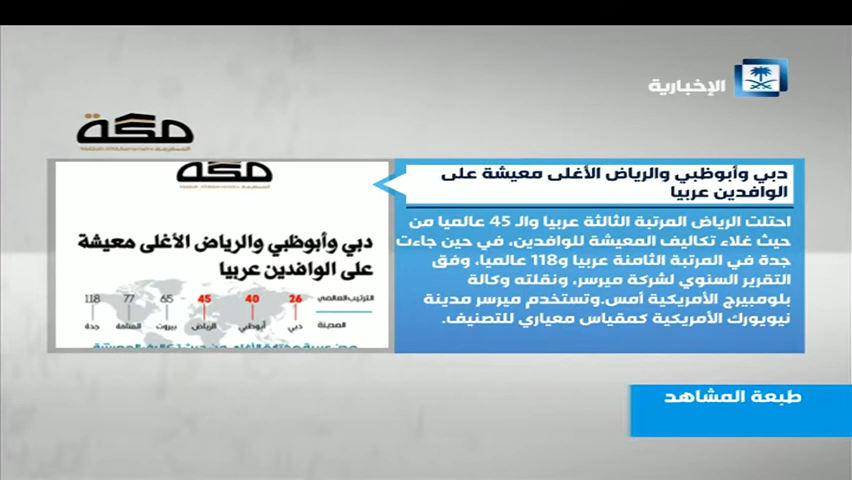 الإخبارية
مكة
دبي وأبوظبي والرياض الأغلى معيشة على
الوافدين عربيا
احتلت الرياض المرتبة الثالثة عربيا والـ 45 عالميا من
حيث غلاء تكاليف المعيشة للوافدين، في حين جاءت
جدة في المرتبة الثامنة عربيا و118 عالميا، وفق
التقرير السنوي لشركة ميرسر، ونقلته وكالة
بلومبيرج الأمريكية أمس.وتستخدم ميرسر مدينة
نيويورك الأمريكية كمقياس معياري للتصنيف.
مكة
دبي وأبوظبي والرياض الأغلى معيشة
على الوافدين عربيا
الترتيب العالمي 26 40 45 65 77 118
المدينة دبي أبوظبي الرياض بيروت المنامة جدة
طبعة المشاهد